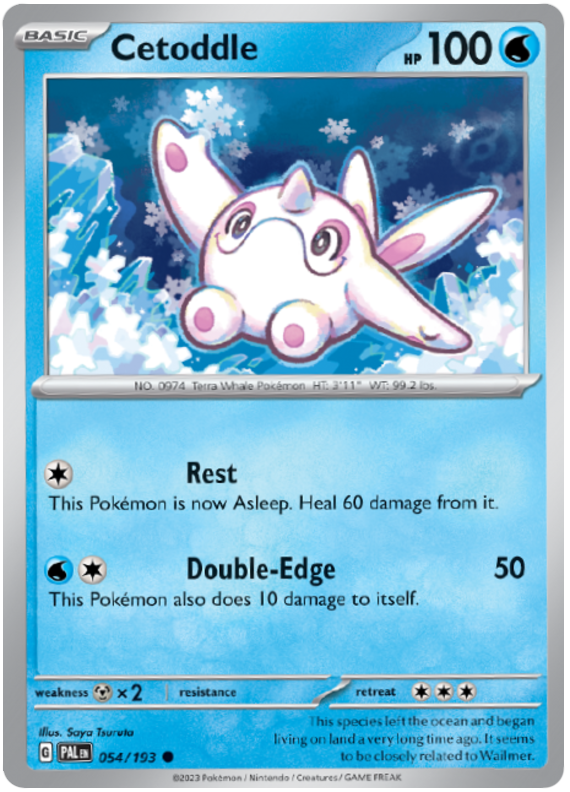 BASIC Cetoddle HP 100
NO. 0974 Terra Whale Pokémon HT: 3'11" WT: 99.2 lbs.
Rest
This Pokémon is now Asleep. Heal 60 damage from it.
Double-Edge 50
This Pokémon also does 10 damage to itself.
weakness ×2 resistance retreat
Illus. Saya Tsuruta
This species left the ocean and began
living on land a very long time ago. It seems
to be closely related to Wailmer.
G PAL EN 054/193
©2023 Pokémon / Nintendo / Creatures / GAME FREAK